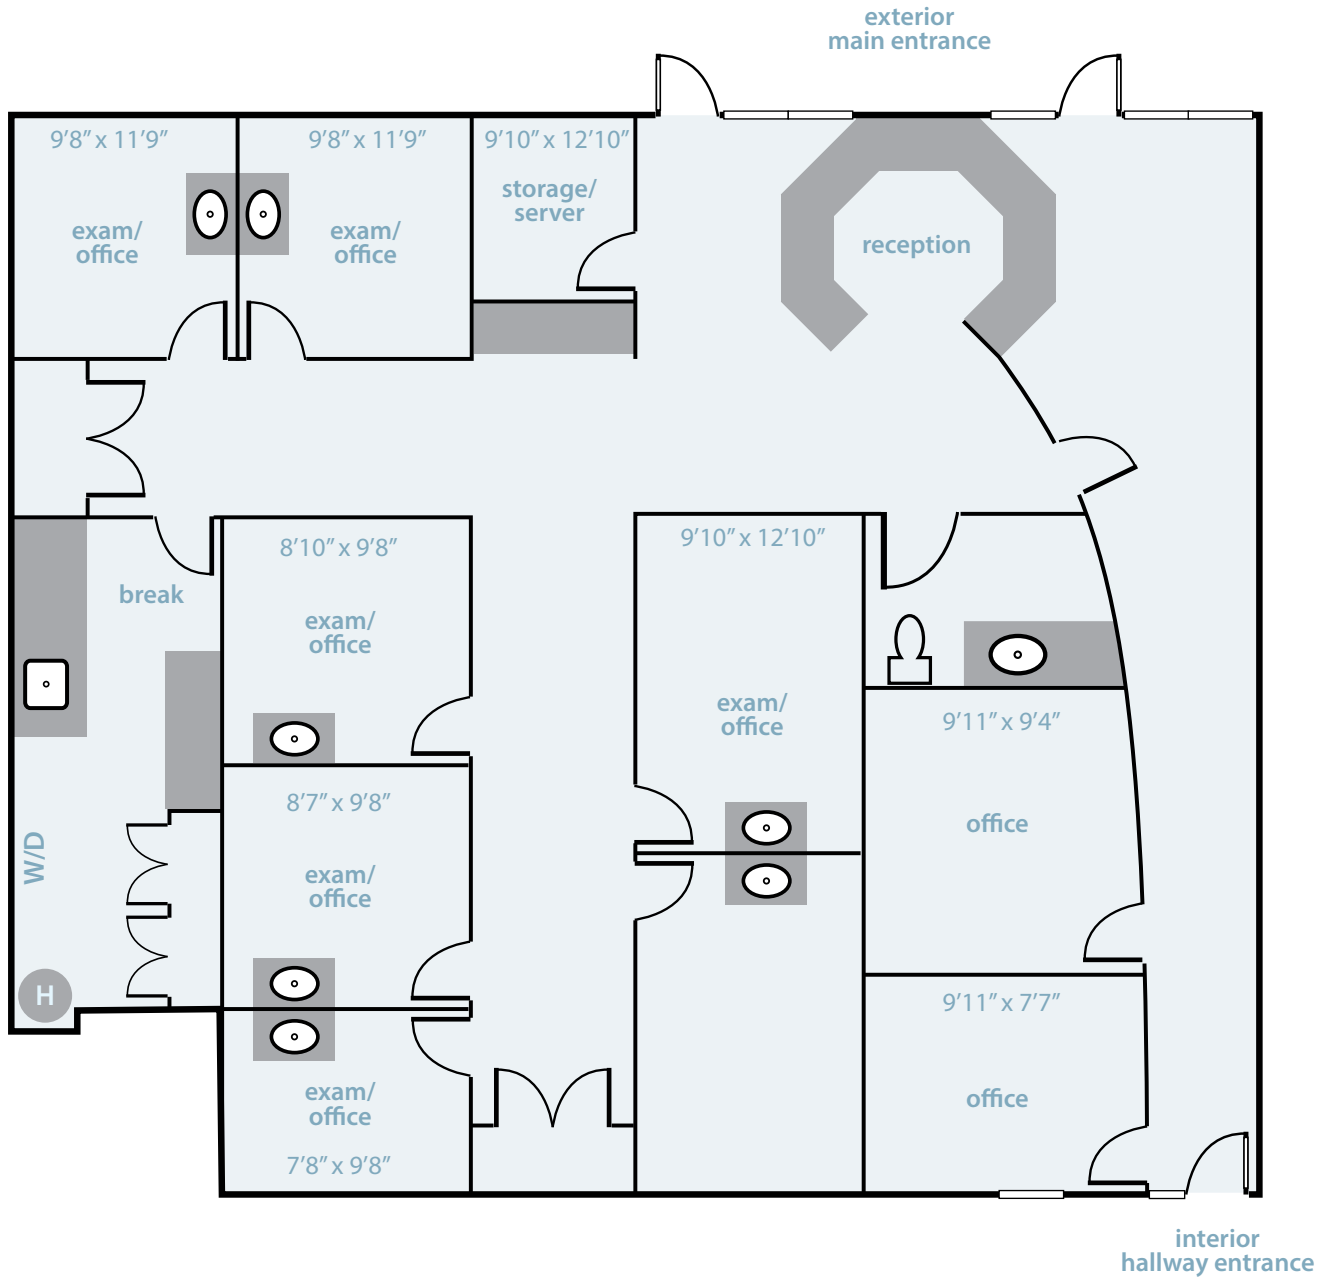 exterior
main entrance
9’8” x 11’9”
9’8” x 11’9”
9’10” x 12’10”
storage/
server
exam/
office
exam/
office
reception
8’10” x 9’8”
9’10” x 12’10”
break
exam/
office
exam/
office
9’11” x 9’4”
8’7” x 9’8”
office
W/D
exam/
office
H
9’11” x 7’7”
exam/
office
office
7’8” x 9’8”
interior
hallway entrance